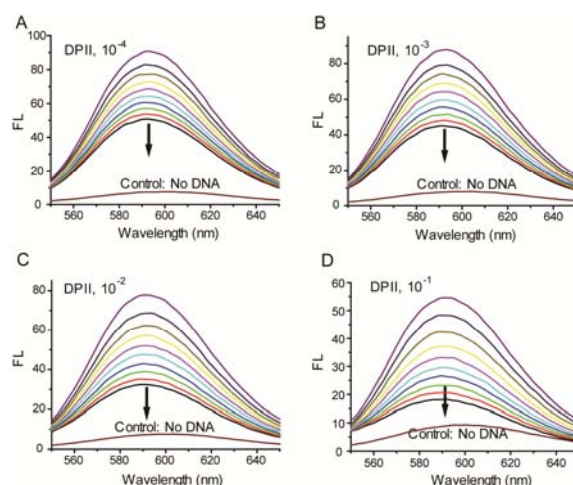 A
DPII, 10⁻⁴
100
80
60
40
20
0
FL
Control: No DNA
560 580 600 620 640
Wavelength (nm)
B
DPII, 10⁻³
100
80
60
40
20
0
FL
Control: No DNA
560 580 600 620 640
Wavelength (nm)
C
DPII, 10⁻²
80
60
40
20
0
FL
Control: No DNA
560 580 600 620 640
Wavelength (nm)
D
DPII, 10⁻¹
60
50
40
30
20
10
0
FL
Control: No DNA
560 580 600 620 640
Wavelength (nm)